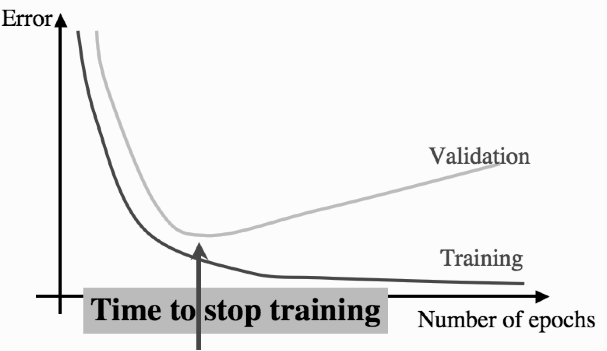 Error
Validation
Training
Time to stop training
Number of epochs